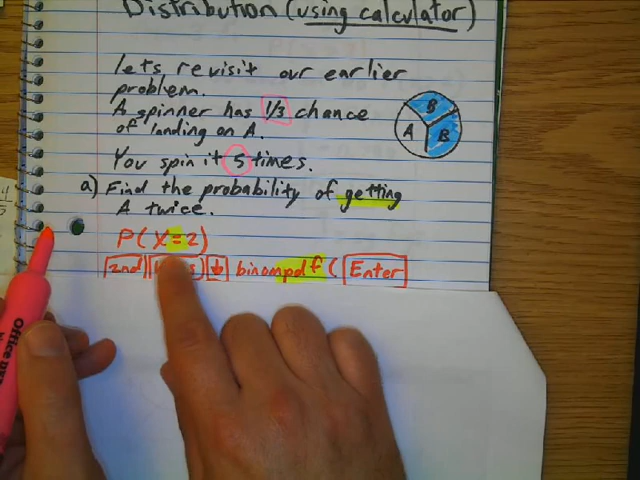 Distribution (using calculator)
lets revisit our earlier
problem.
A spinner has 1/3 chance
of landing on A.
You spin it 5 times.
a) Find the probability of getting
A twice.
P(X=2)
2nd ↓ binompdf ( Enter
A B B
Office